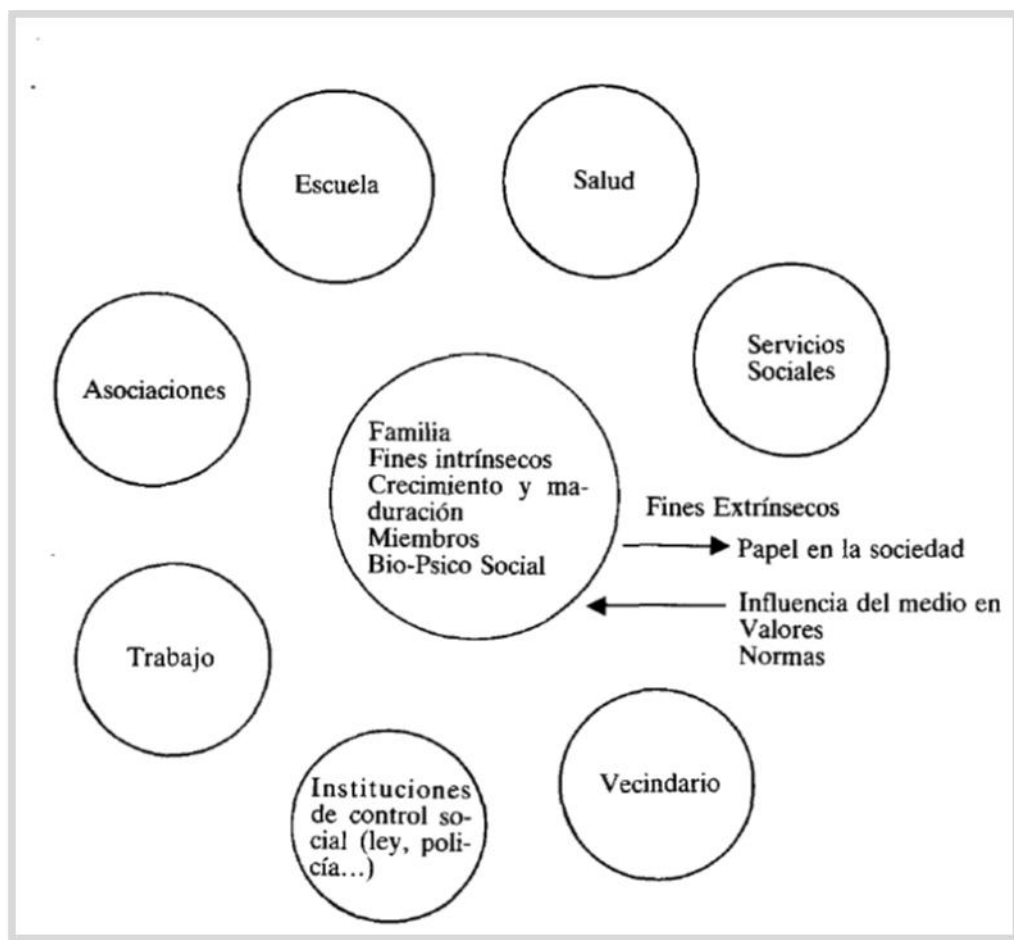 Escuela
Salud
Servicios
Sociales
Asociaciones
Familia
Fines intrínsecos
Crecimiento y ma-
duración
Miembros
Bio-Psico Social
Fines Extrínsecos
Papel en la sociedad
Influencia del medio en
Valores
Normas
Trabajo
Instituciones
de control so-
cial (ley, poli-
cía...)
Vecindario